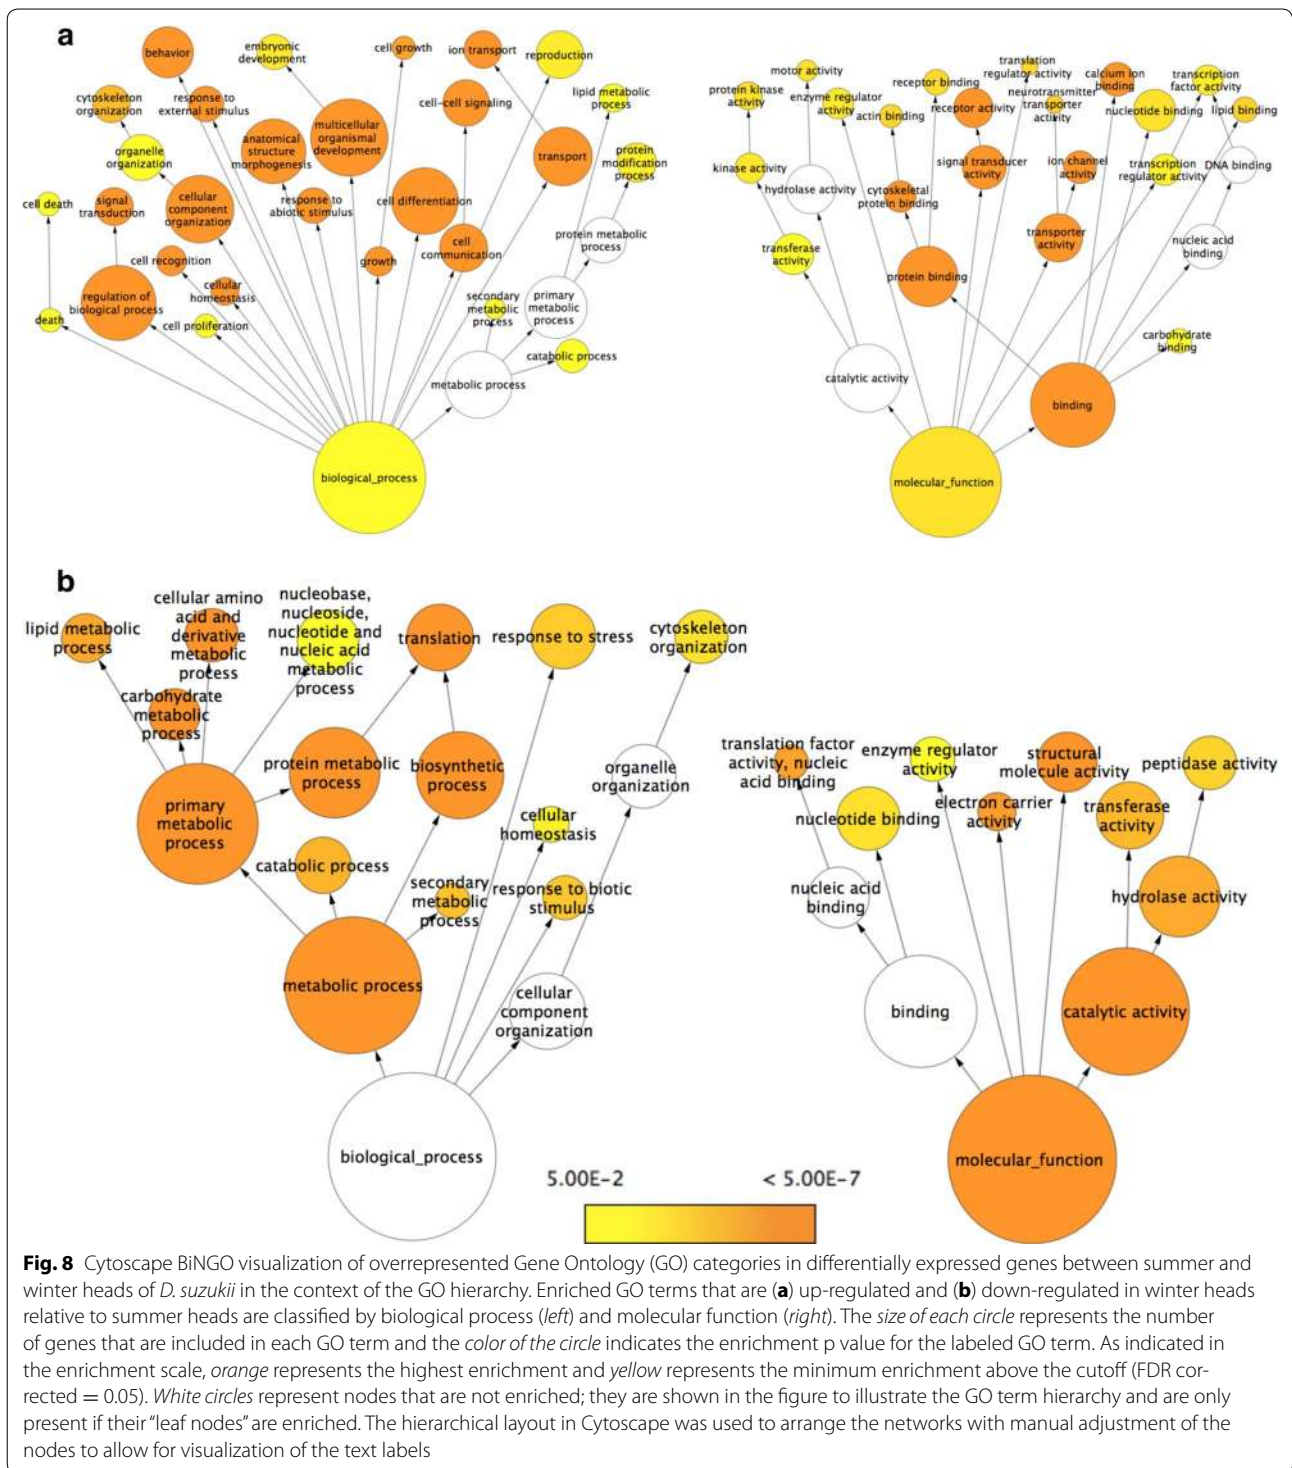 a
behavior
embryonic
development
cell growth
ion transport
reproduction
cytoskeleton
organization
response to
external stimulus
cell-cell signaling
lipid metabolic
process
anatomical
structure
morphogenesis
multicellular
organismal
development
organelle
organization
transport
protein
modification
process
cell death
signal
transduction
cellular
component
organization
response to
abiotic stimulus
cell differentiation
cell recognition
growth
cell
communication
protein metabolic
process
regulation of
biological process
cellular
homeostasis
secondary
metabolic
process
primary
metabolic
process
death
cell proliferation
catabolic process
metabolic process
biological_process
motor activity
translation
regulator activity
calcium ion
binding
transcription
factor activity
protein kinase
activity
enzyme regulator
activity
receptor binding
neurotransmitter
transporter
activity
actin binding
receptor activity
nucleotide binding
lipid binding
kinase activity
hydrolase activity
signal transducer
activity
ion channel
activity
transcription
regulator activity
DNA binding
cytoskeletal
protein binding
transferase
activity
transporter
activity
nucleic acid
binding
protein binding
carbohydrate
binding
catalytic activity
binding
molecular_function
b
lipid metabolic
process
cellular amino
acid and
derivative
metabolic
process
nucleobase,
nucleoside,
nucleotide and
nucleic acid
metabolic
process
translation
response to stress
cytoskeleton
organization
carbohydrate
metabolic
process
protein metabolic
process
biosynthetic
process
organelle
organization
primary
metabolic
process
cellular
homeostasis
catabolic process
secondary
metabolic
process
response to biotic
stimulus
metabolic process
cellular
component
organization
biological_process
translation factor
activity, nucleic
acid binding
enzyme regulator
activity
structural
molecule activity
peptidase activity
nucleotide binding
electron carrier
activity
transferase
activity
nucleic acid
binding
hydrolase activity
binding
catalytic activity
molecular_function
5.00E-2
< 5.00E-7
Fig. 8 Cytoscape BiNGO visualization of overrepresented Gene Ontology (GO) categories in differentially expressed genes between summer and
winter heads of D. suzukii in the context of the GO hierarchy. Enriched GO terms that are (a) up-regulated and (b) down-regulated in winter heads
relative to summer heads are classified by biological process (left) and molecular function (right). The size of each circle represents the number
of genes that are included in each GO term and the color of the circle indicates the enrichment p value for the labeled GO term. As indicated in
the enrichment scale, orange represents the highest enrichment and yellow represents the minimum enrichment above the cutoff (FDR cor-
rected = 0.05). White circles represent nodes that are not enriched; they are shown in the figure to illustrate the GO term hierarchy and are only
present if their “leaf nodes” are enriched. The hierarchical layout in Cytoscape was used to arrange the networks with manual adjustment of the
nodes to allow for visualization of the text labels